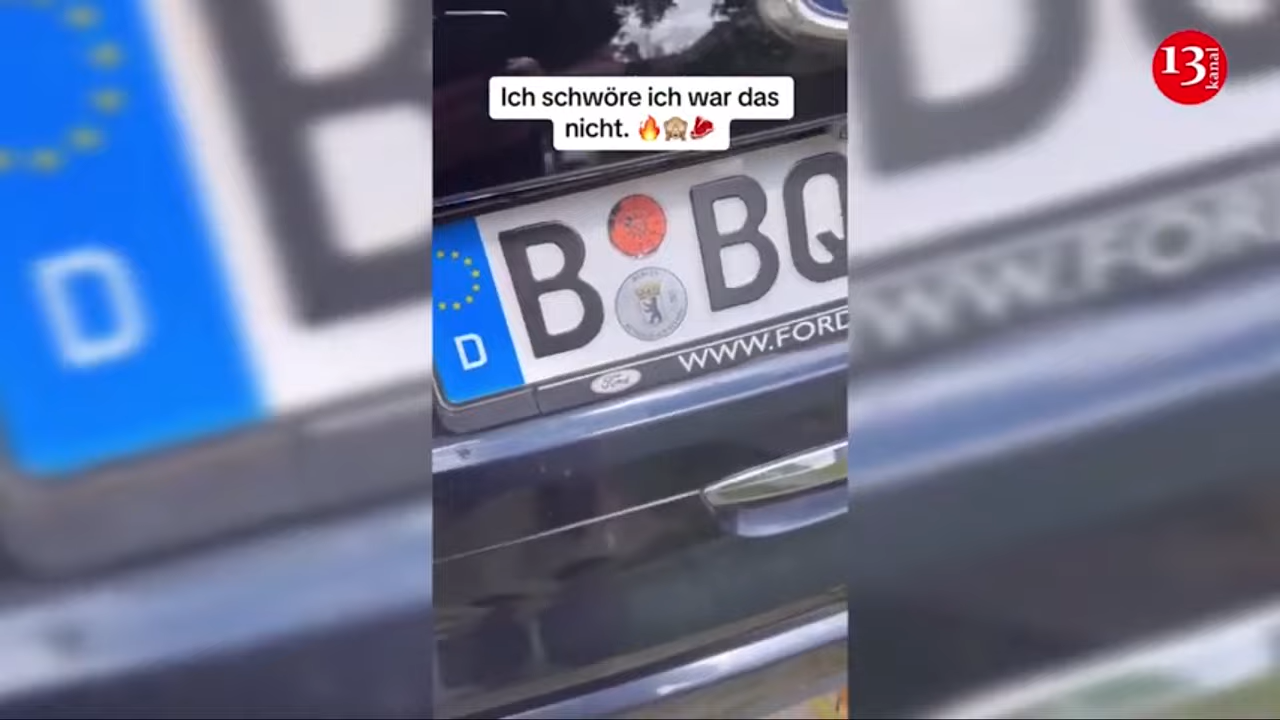 Ich schwöre ich war das
nicht. 🔥🙈🥩
13 kanal
B BQ
D
Ford
WWW.FORD